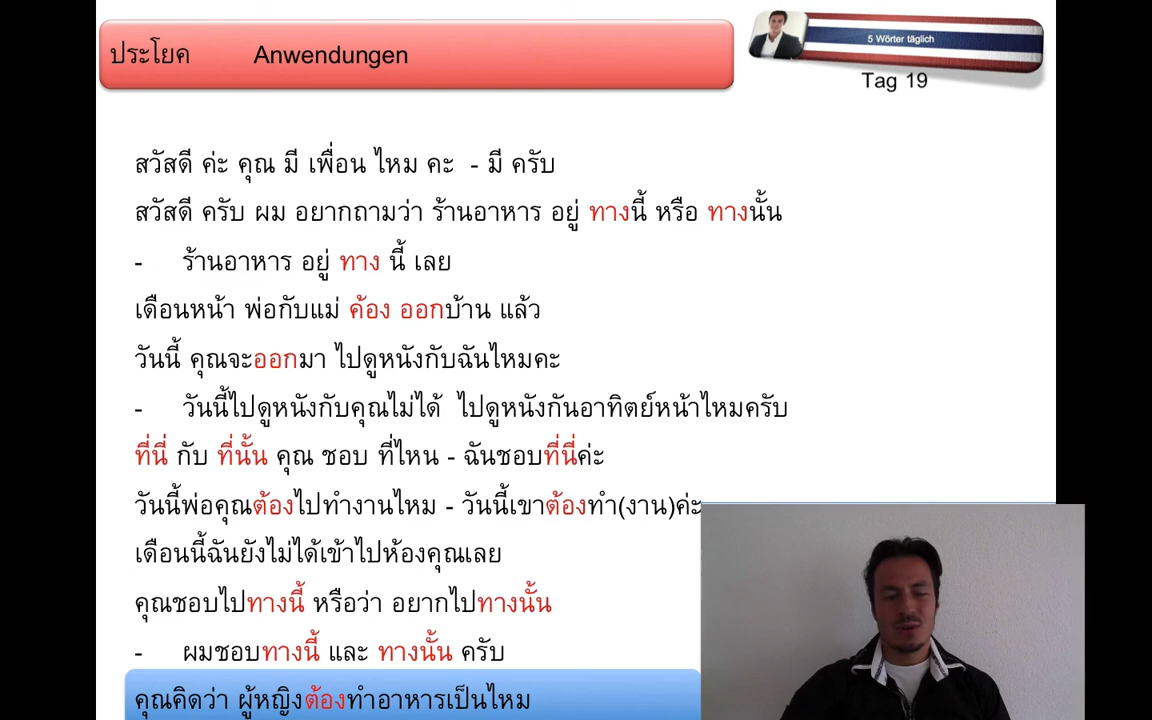 ประโยค Anwendungen
5 Wörter täglich
Tag 19
สวัสดี ค่ะ คุณ มี เพื่อน ไหม คะ - มี ครับ
สวัสดี ครับ ผม อยากถามว่า ร้านอาหาร อยู่ ทางนี้ หรือ ทางนั้น
- ร้านอาหาร อยู่ ทาง นี้ เลย
เดือนหน้า พ่อกับแม่ ค้อง ออกบ้าน แล้ว
วันนี้ คุณจะออกมา ไปดูหนังกับฉันไหมคะ
- วันนี้ไปดูหนังกับคุณไม่ได้ ไปดูหนังกันอาทิตย์หน้าไหมครับ
ที่นี่ กับ ที่นั้น คุณ ชอบ ที่ไหน - ฉันชอบที่นี่ค่ะ
วันนี้พ่อคุณต้องไปทำงานไหม - วันนี้เขาต้องทำ(งาน)ค่ะ
เดือนนี้ฉันยังไม่ได้เข้าไปห้องคุณเลย
คุณชอบไปทางนี้ หรือว่า อยากไปทางนั้น
- ผมชอบทางนี้ และ ทางนั้น ครับ
คุณคิดว่า ผู้หญิงต้องทำอาหารเป็นไหม